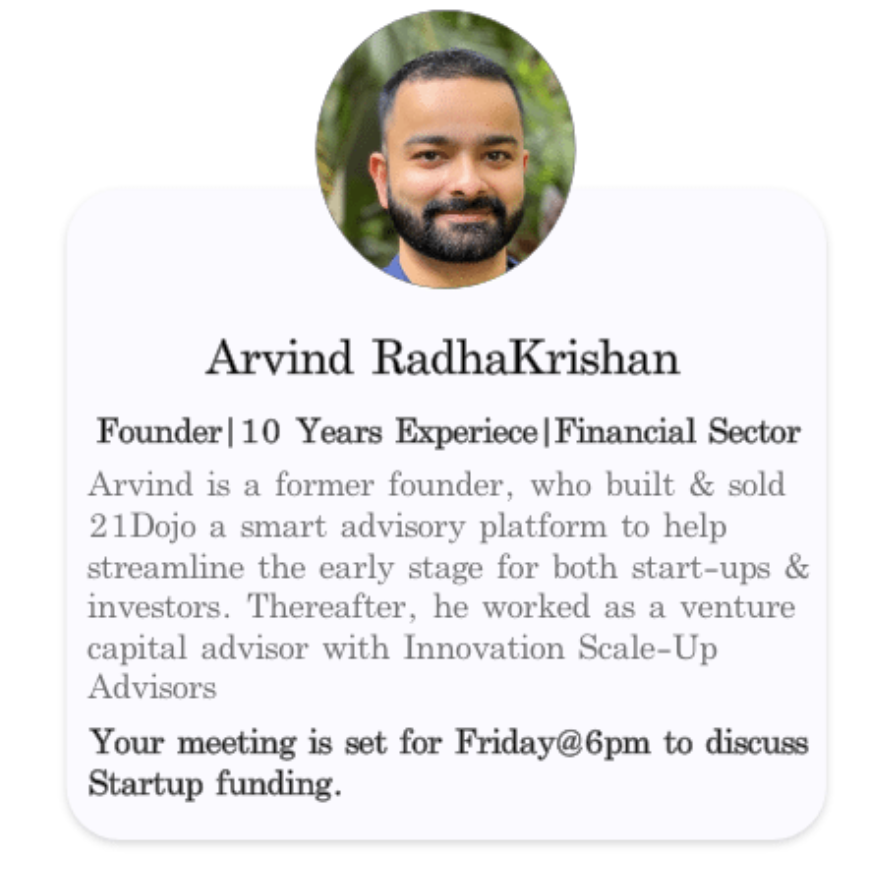 Arvind RadhaKrishan
Founder|10 Years Experiece|Financial Sector
Arvind is a former founder, who built & sold
21Dojo a smart advisory platform to help
streamline the early stage for both start-ups &
investors. Thereafter, he worked as a venture
capital advisor with Innovation Scale-Up
Advisors
Your meeting is set for Friday@6pm to discuss
Startup funding.